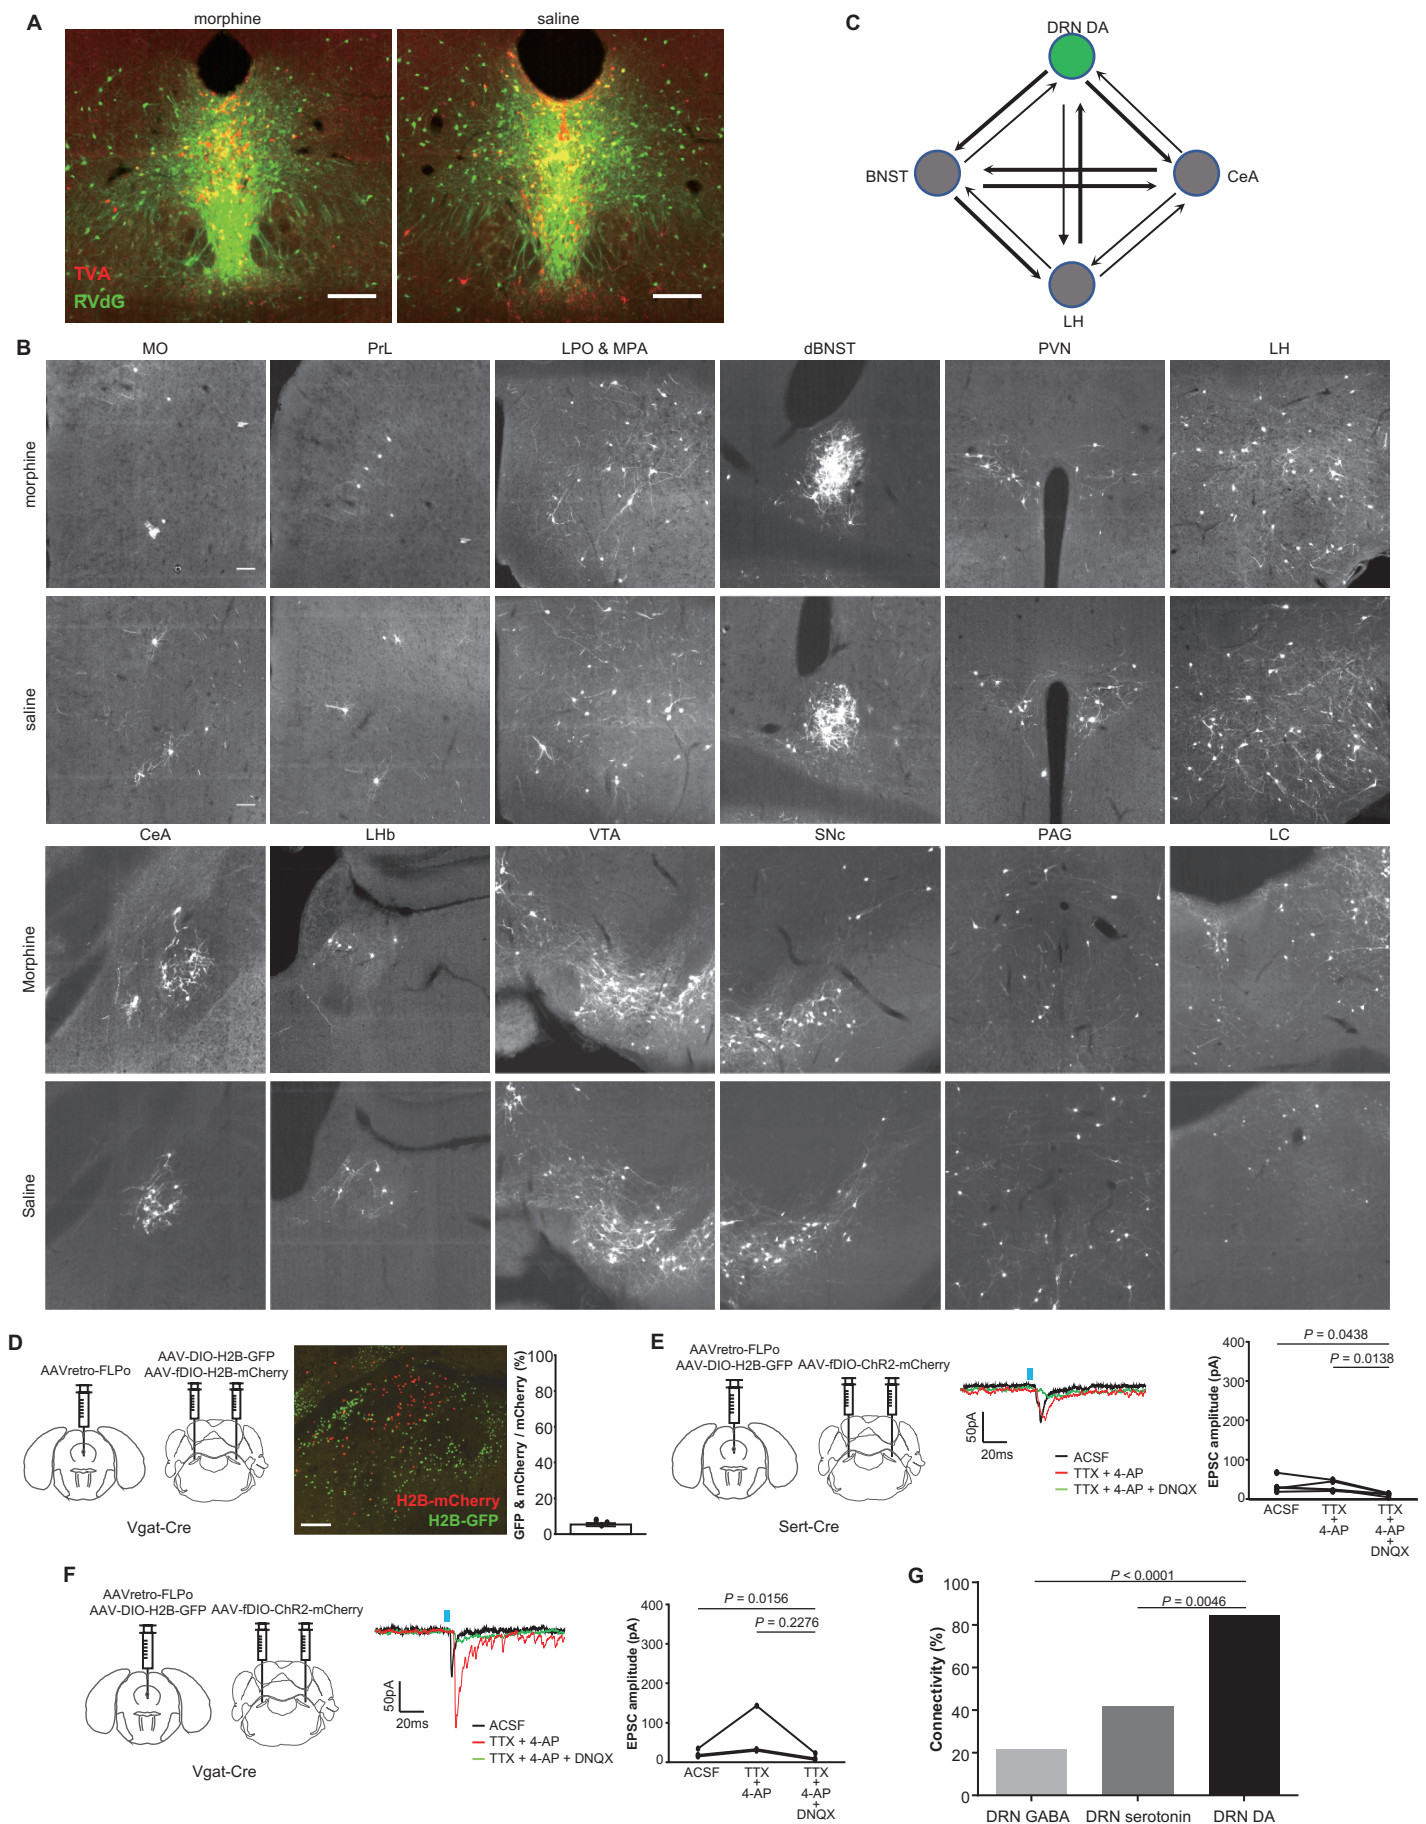 A
morphine
saline
TVA
RVdG
C
DRN DA
BNST
CeA
LH
B
MO
PrL
LPO & MPA
dBNST
PVN
LH
morphine
saline
CeA
LHb
VTA
SNc
PAG
LC
Morphine
Saline
D
AAVretro-FLPo
AAV-DIO-H2B-GFP
AAV-fDIO-H2B-mCherry
Vgat-Cre
H2B-mCherry
H2B-GFP
GFP & mCherry / mCherry (%)
100
80
60
40
20
0
E
AAVretro-FLPo
AAV-DIO-H2B-GFP
AAV-fDIO-ChR2-mCherry
Sert-Cre
50pA
20ms
ACSF
TTX + 4-AP
TTX + 4-AP + DNQX
EPSC amplitude (pA)
400
300
200
100
0
P = 0.0438
P = 0.0138
ACSF
TTX
+
4-AP
TTX
+
4-AP
+
DNQX
F
AAVretro-FLPo
AAV-DIO-H2B-GFP
AAV-fDIO-ChR2-mCherry
Vgat-Cre
50pA
20ms
ACSF
TTX + 4-AP
TTX + 4-AP + DNQX
EPSC amplitude (pA)
400
300
200
100
0
P = 0.0156
P = 0.2276
ACSF
TTX
+
4-AP
TTX
+
4-AP
+
DNQX
G
Connectivity (%)
100
80
60
40
20
0
P < 0.0001
P = 0.0046
DRN GABA
DRN serotonin
DRN DA